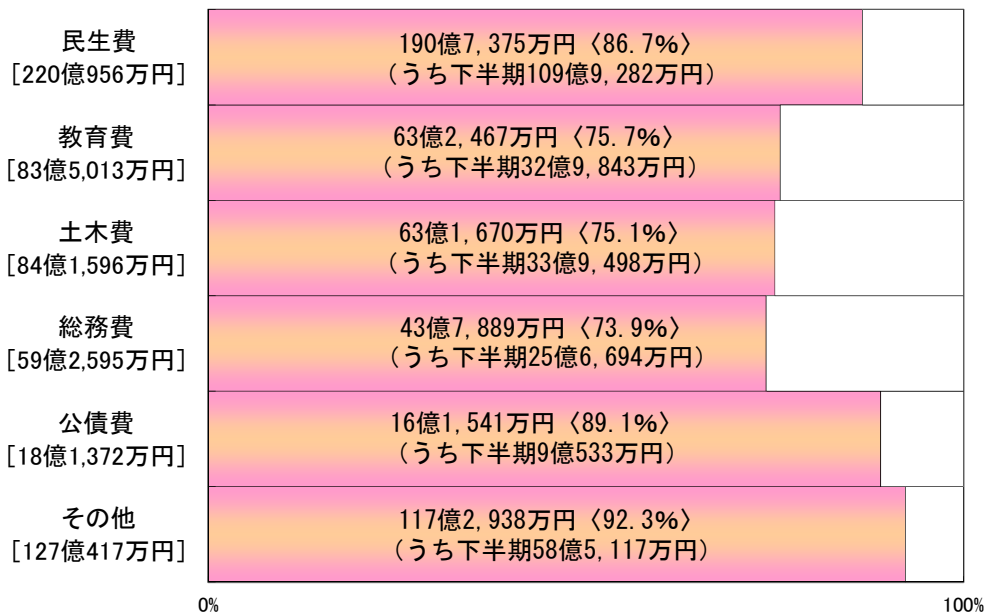 民生費
[220億956万円]
190億7,375万円〈86.7%〉
(うち下半期109億9,282万円)
教育費
[83億5,013万円]
63億2,467万円〈75.7%〉
(うち下半期32億9,843万円)
土木費
[84億1,596万円]
63億1,670万円〈75.1%〉
(うち下半期33億9,498万円)
総務費
[59億2,595万円]
43億7,889万円〈73.9%〉
(うち下半期25億6,694万円)
公債費
[18億1,372万円]
16億1,541万円〈89.1%〉
(うち下半期9億533万円)
その他
[127億417万円]
117億2,938万円〈92.3%〉
(うち下半期58億5,117万円)
0%
100%